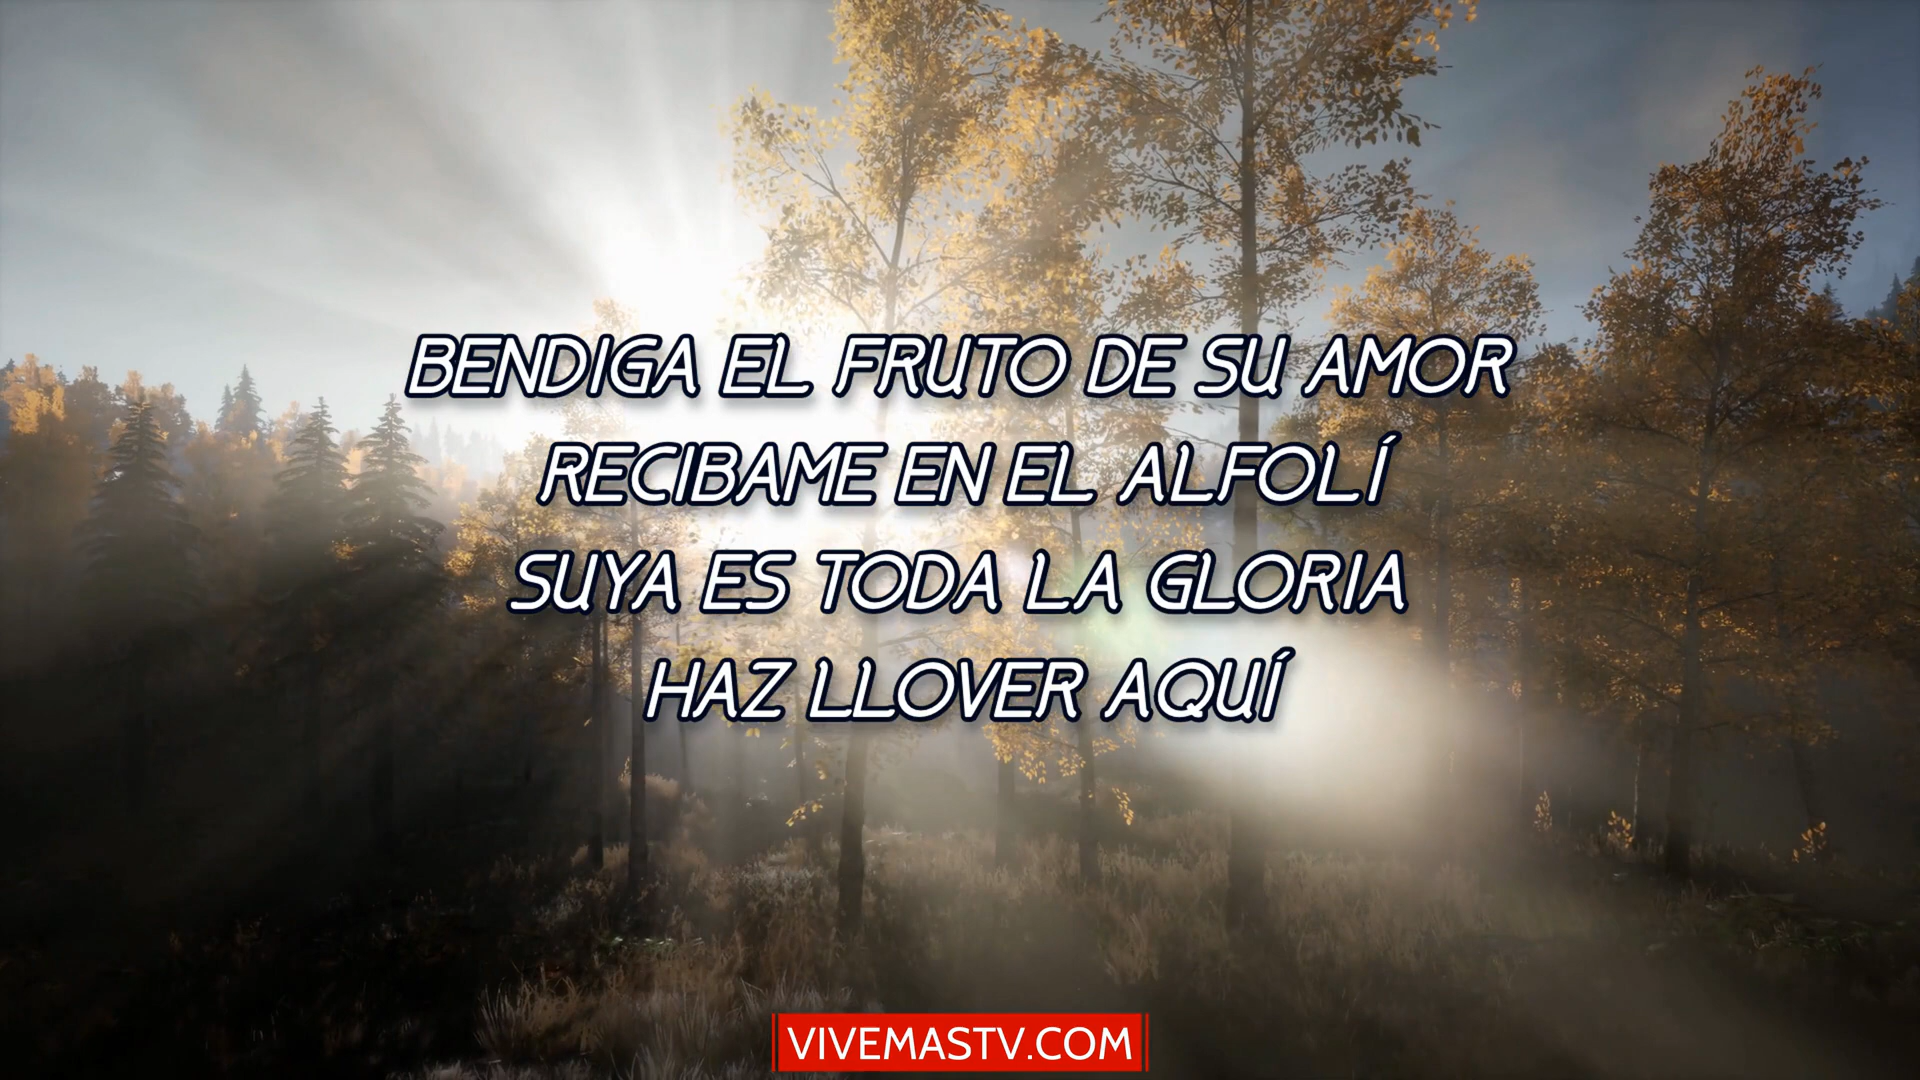 BENDIGA EL FRUTO DE SU AMOR
RECIBAME EN EL ALFOLÍ
SUYA ES TODA LA GLORIA
HAZ LLOVER AQUÍ
VIVEMASTV.COM